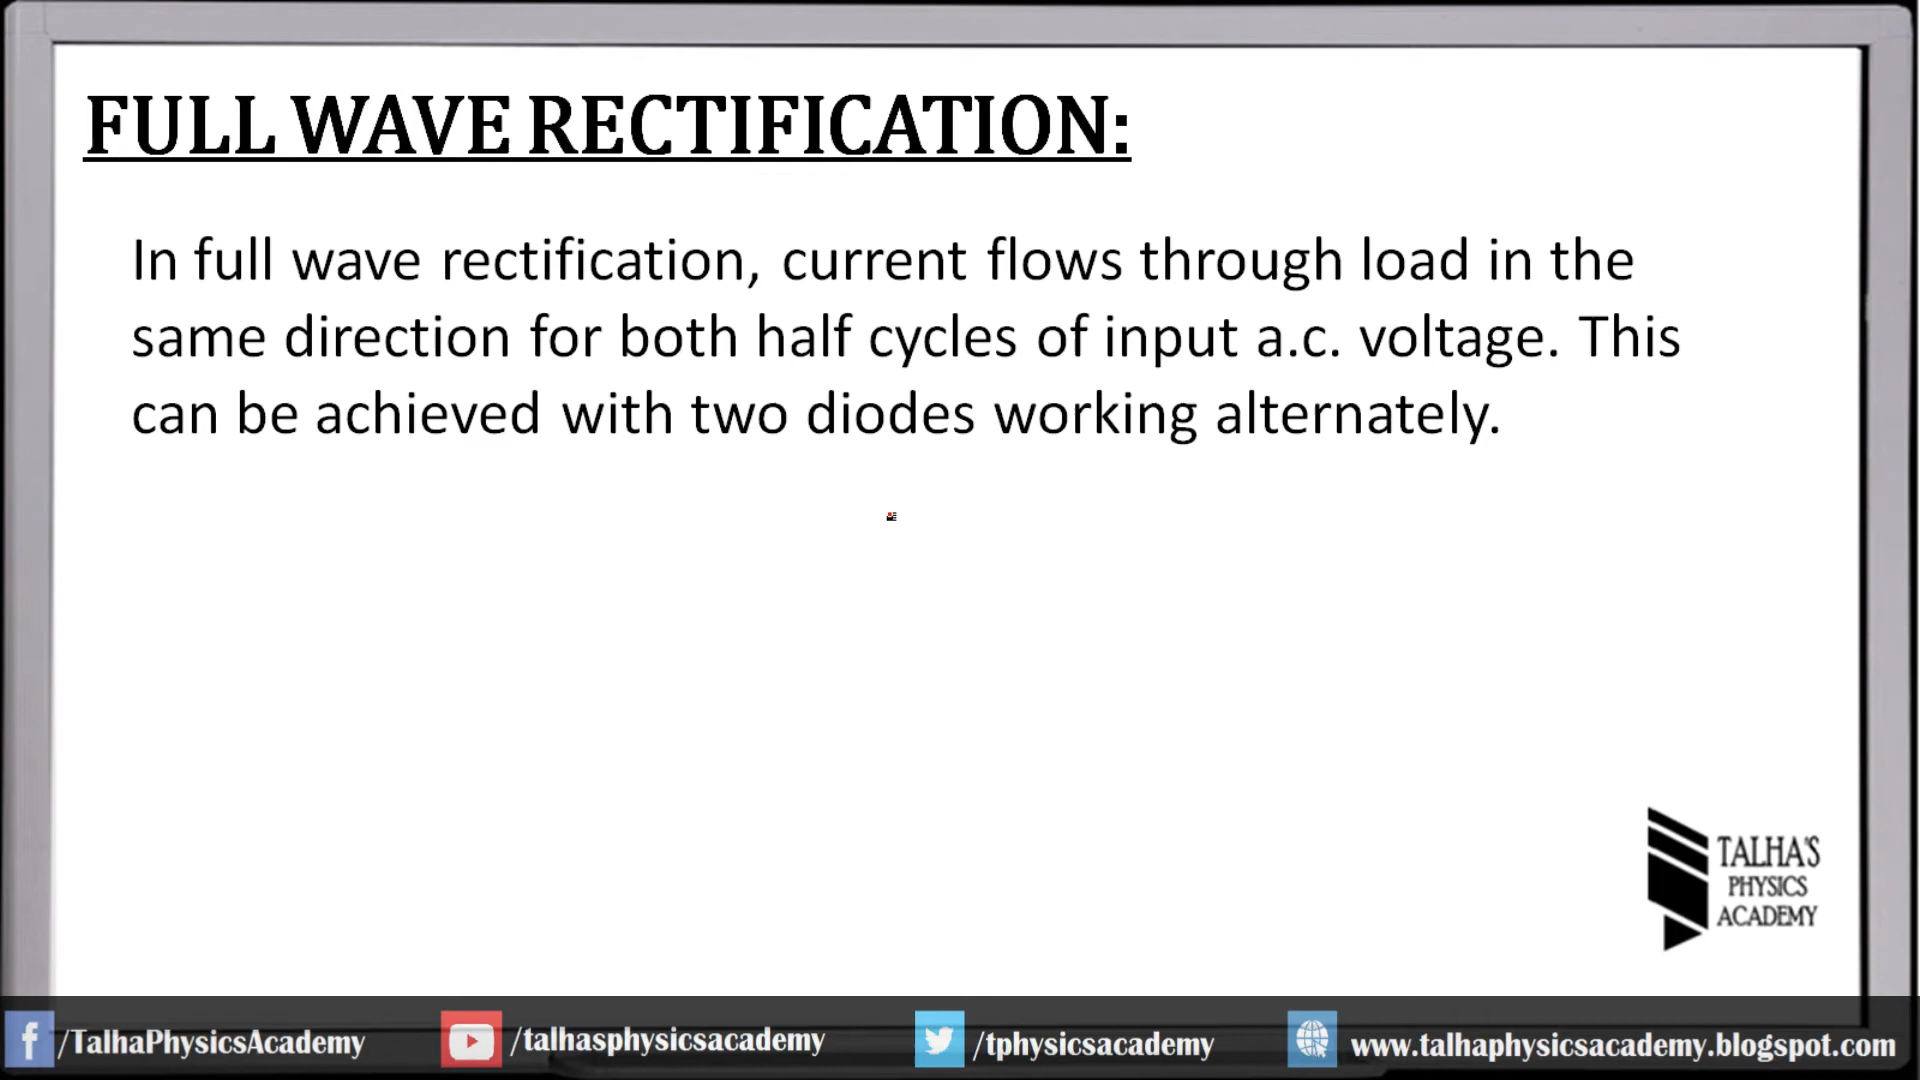 FULL WAVE RECTIFICATION:
In full wave rectification, current flows through load in the
same direction for both half cycles of input a.c. voltage. This
can be achieved with two diodes working alternately.
TALHA'S
PHYSICS
ACADEMY
/TalhaPhysicsAcademy
/talhasphysicsacademy
/tphysicsacademy
www.talhaphysicsacademy.blogspot.com